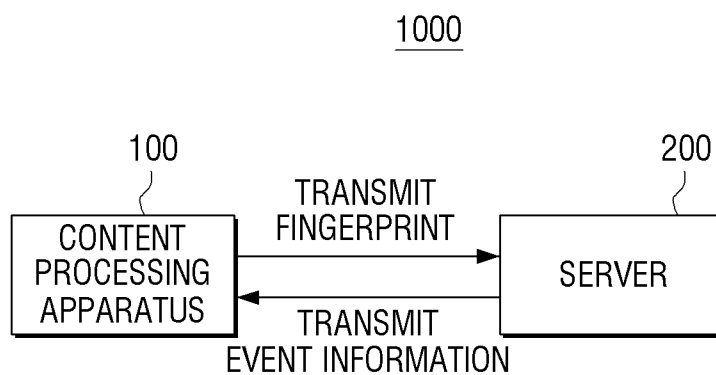 1000
100
200
TRANSMIT
FINGERPRINT
CONTENT
PROCESSING
APPARATUS
SERVER
TRANSMIT
EVENT INFORMATION